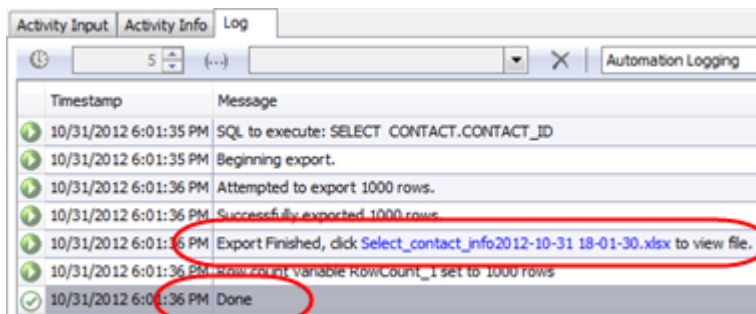 Activity Input Activity Info Log
5 (...) Automation Logging
Timestamp Message
10/31/2012 6:01:35 PM SQL to execute: SELECT CONTACT.CONTACT_ID
10/31/2012 6:01:35 PM Beginning export.
10/31/2012 6:01:36 PM Attempted to export 1000 rows.
10/31/2012 6:01:36 PM Successfully exported 1000 rows.
10/31/2012 6:01:36 PM Export Finished, click Select_contact_info2012-10-31 18-01-30.xlsx to view file.
10/31/2012 6:01:36 PM Row count variable RowCount_1 set to 1000 rows
10/31/2012 6:01:36 PM Done